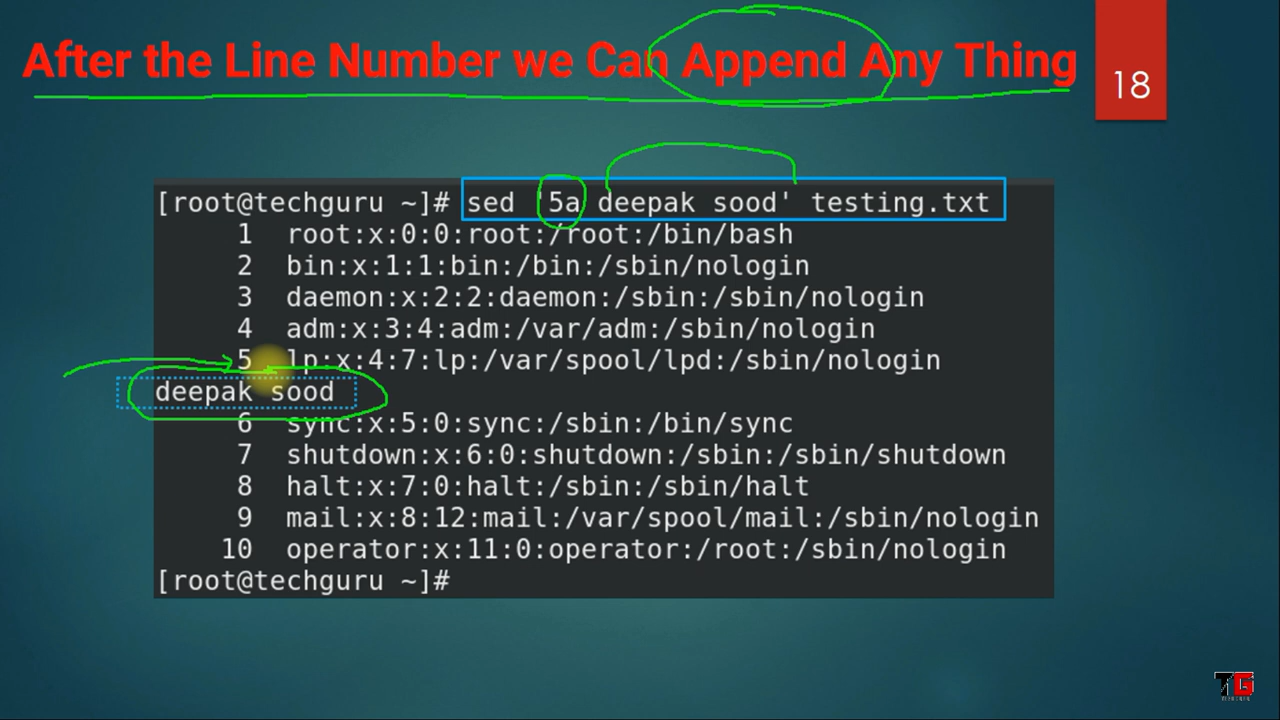 After the Line Number we Can Append Any Thing
18
[root@techguru ~]# sed '5a deepak sood' testing.txt
1 root:x:0:0:root:/root:/bin/bash
2 bin:x:1:1:bin:/bin:/sbin/nologin
3 daemon:x:2:2:daemon:/sbin:/sbin/nologin
4 adm:x:3:4:adm:/var/adm:/sbin/nologin
5 lp:x:4:7:lp:/var/spool/lpd:/sbin/nologin
deepak sood
6 sync:x:5:0:sync:/sbin:/bin/sync
7 shutdown:x:6:0:shutdown:/sbin:/sbin/shutdown
8 halt:x:7:0:halt:/sbin:/sbin/halt
9 mail:x:8:12:mail:/var/spool/mail:/sbin/nologin
10 operator:x:11:0:operator:/root:/sbin/nologin
[root@techguru ~]#
TG